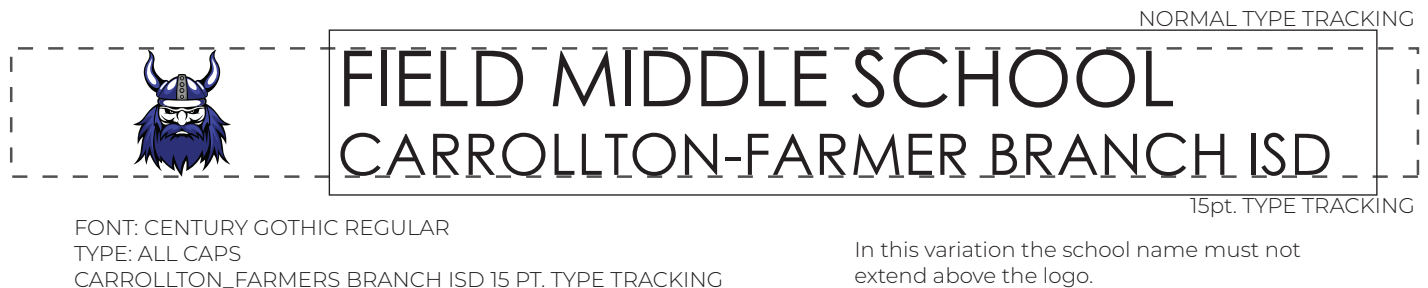 NORMAL TYPE TRACKING
FIELD MIDDLE SCHOOL
CARROLLTON-FARMER BRANCH ISD
15pt. TYPE TRACKING
FONT: CENTURY GOTHIC REGULAR
TYPE: ALL CAPS
CARROLLTON_FARMERS BRANCH ISD 15 PT. TYPE TRACKING
In this variation the school name must not
extend above the logo.